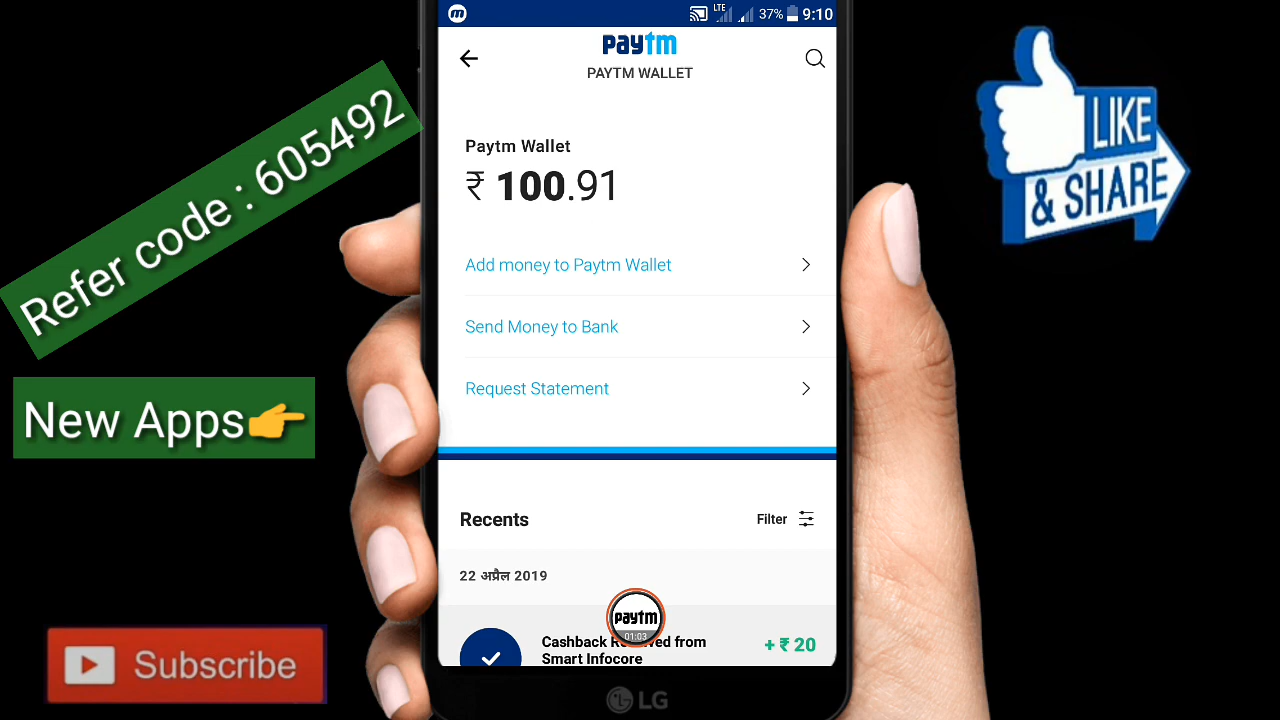 LTE 37% 9:10
paytm
PAYTM WALLET
Paytm Wallet
₹ 100.91
Add money to Paytm Wallet
Send Money to Bank
Request Statement
Recents
Filter
22 अप्रैल 2019
paytm
01:03
Cashback from
Smart Infocore
+ ₹ 20
LG
Refer code : 605492
New Apps👉
Subscribe
LIKE
& SHARE